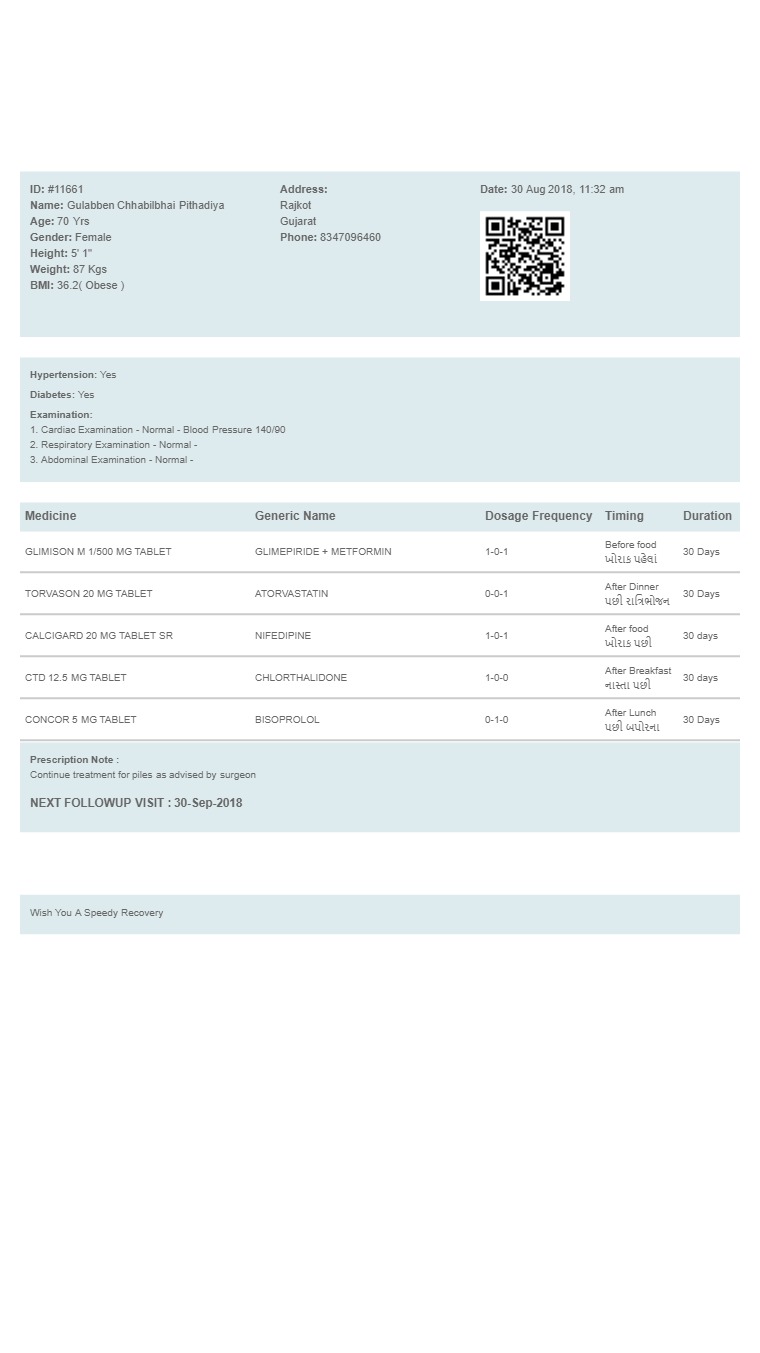 ID: #11661
Name: Gulabben Chhabilbhai Pithadiya
Age: 70 Yrs
Gender: Female
Height: 5' 1"
Weight: 87 Kgs
BMI: 36.2( Obese )
Address:
Rajkot
Gujarat
Phone: 8347096460
Date: 30 Aug 2018, 11:32 am
Hypertension: Yes
Diabetes: Yes
Examination:
1. Cardiac Examination - Normal - Blood Pressure 140/90
2. Respiratory Examination - Normal -
3. Abdominal Examination - Normal -
Medicine Generic Name Dosage Frequency Timing Duration
GLIMISON M 1/500 MG TABLET GLIMEPIRIDE + METFORMIN 1-0-1 Before food 30 Days
ખોરાક પહેલાં
TORVASON 20 MG TABLET ATORVASTATIN 0-0-1 After Dinner 30 Days
પછી રાત્રિભોજન
CALCIGARD 20 MG TABLET SR NIFEDIPINE 1-0-1 After food 30 days
ખોરાક પછી
CTD 12.5 MG TABLET CHLORTHALIDONE 1-0-0 After Breakfast 30 days
નાસ્તા પછી
CONCOR 5 MG TABLET BISOPROLOL 0-1-0 After Lunch 30 Days
પછી બપોરના
Prescription Note :
Continue treatment for piles as advised by surgeon
NEXT FOLLOWUP VISIT : 30-Sep-2018
Wish You A Speedy Recovery